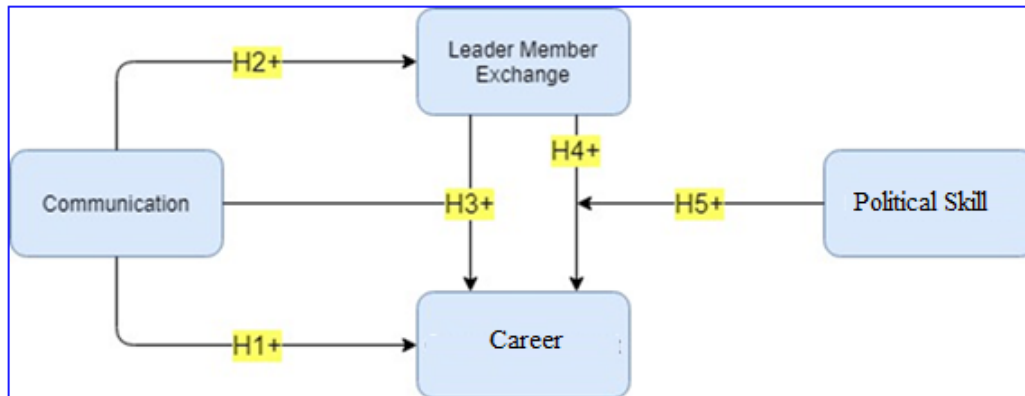 Leader Member
Exchange
H2+
H4+
Communication
H3+
H5+
Political Skill
H1+
Career